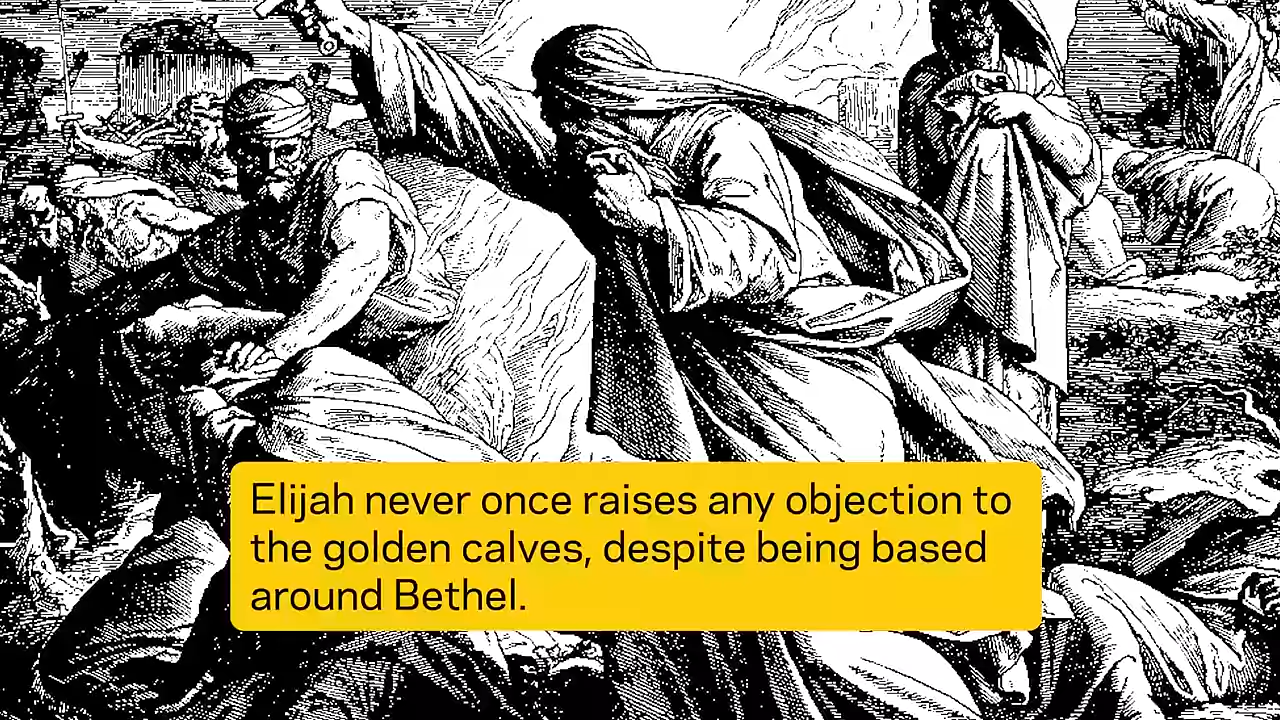 Elijah never once raises any objection to
the golden calves, despite being based
around Bethel.